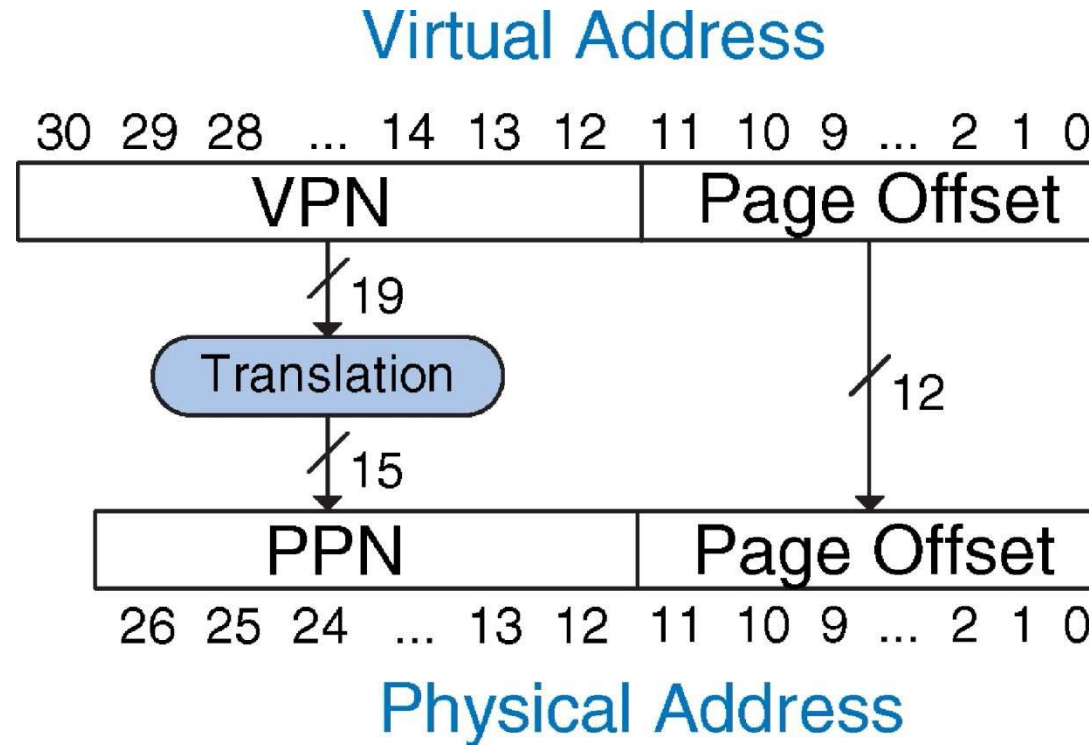 Virtual Address
30 29 28 ... 14 13 12 11 10 9 ... 2 1 0
VPN Page Offset
19
Translation
12
15
PPN Page Offset
26 25 24 ... 13 12 11 10 9 ... 2 1 0
Physical Address